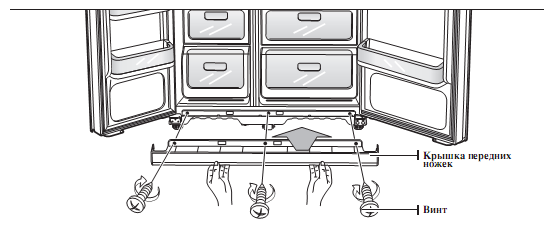 Крышка передних
ножек
Винт